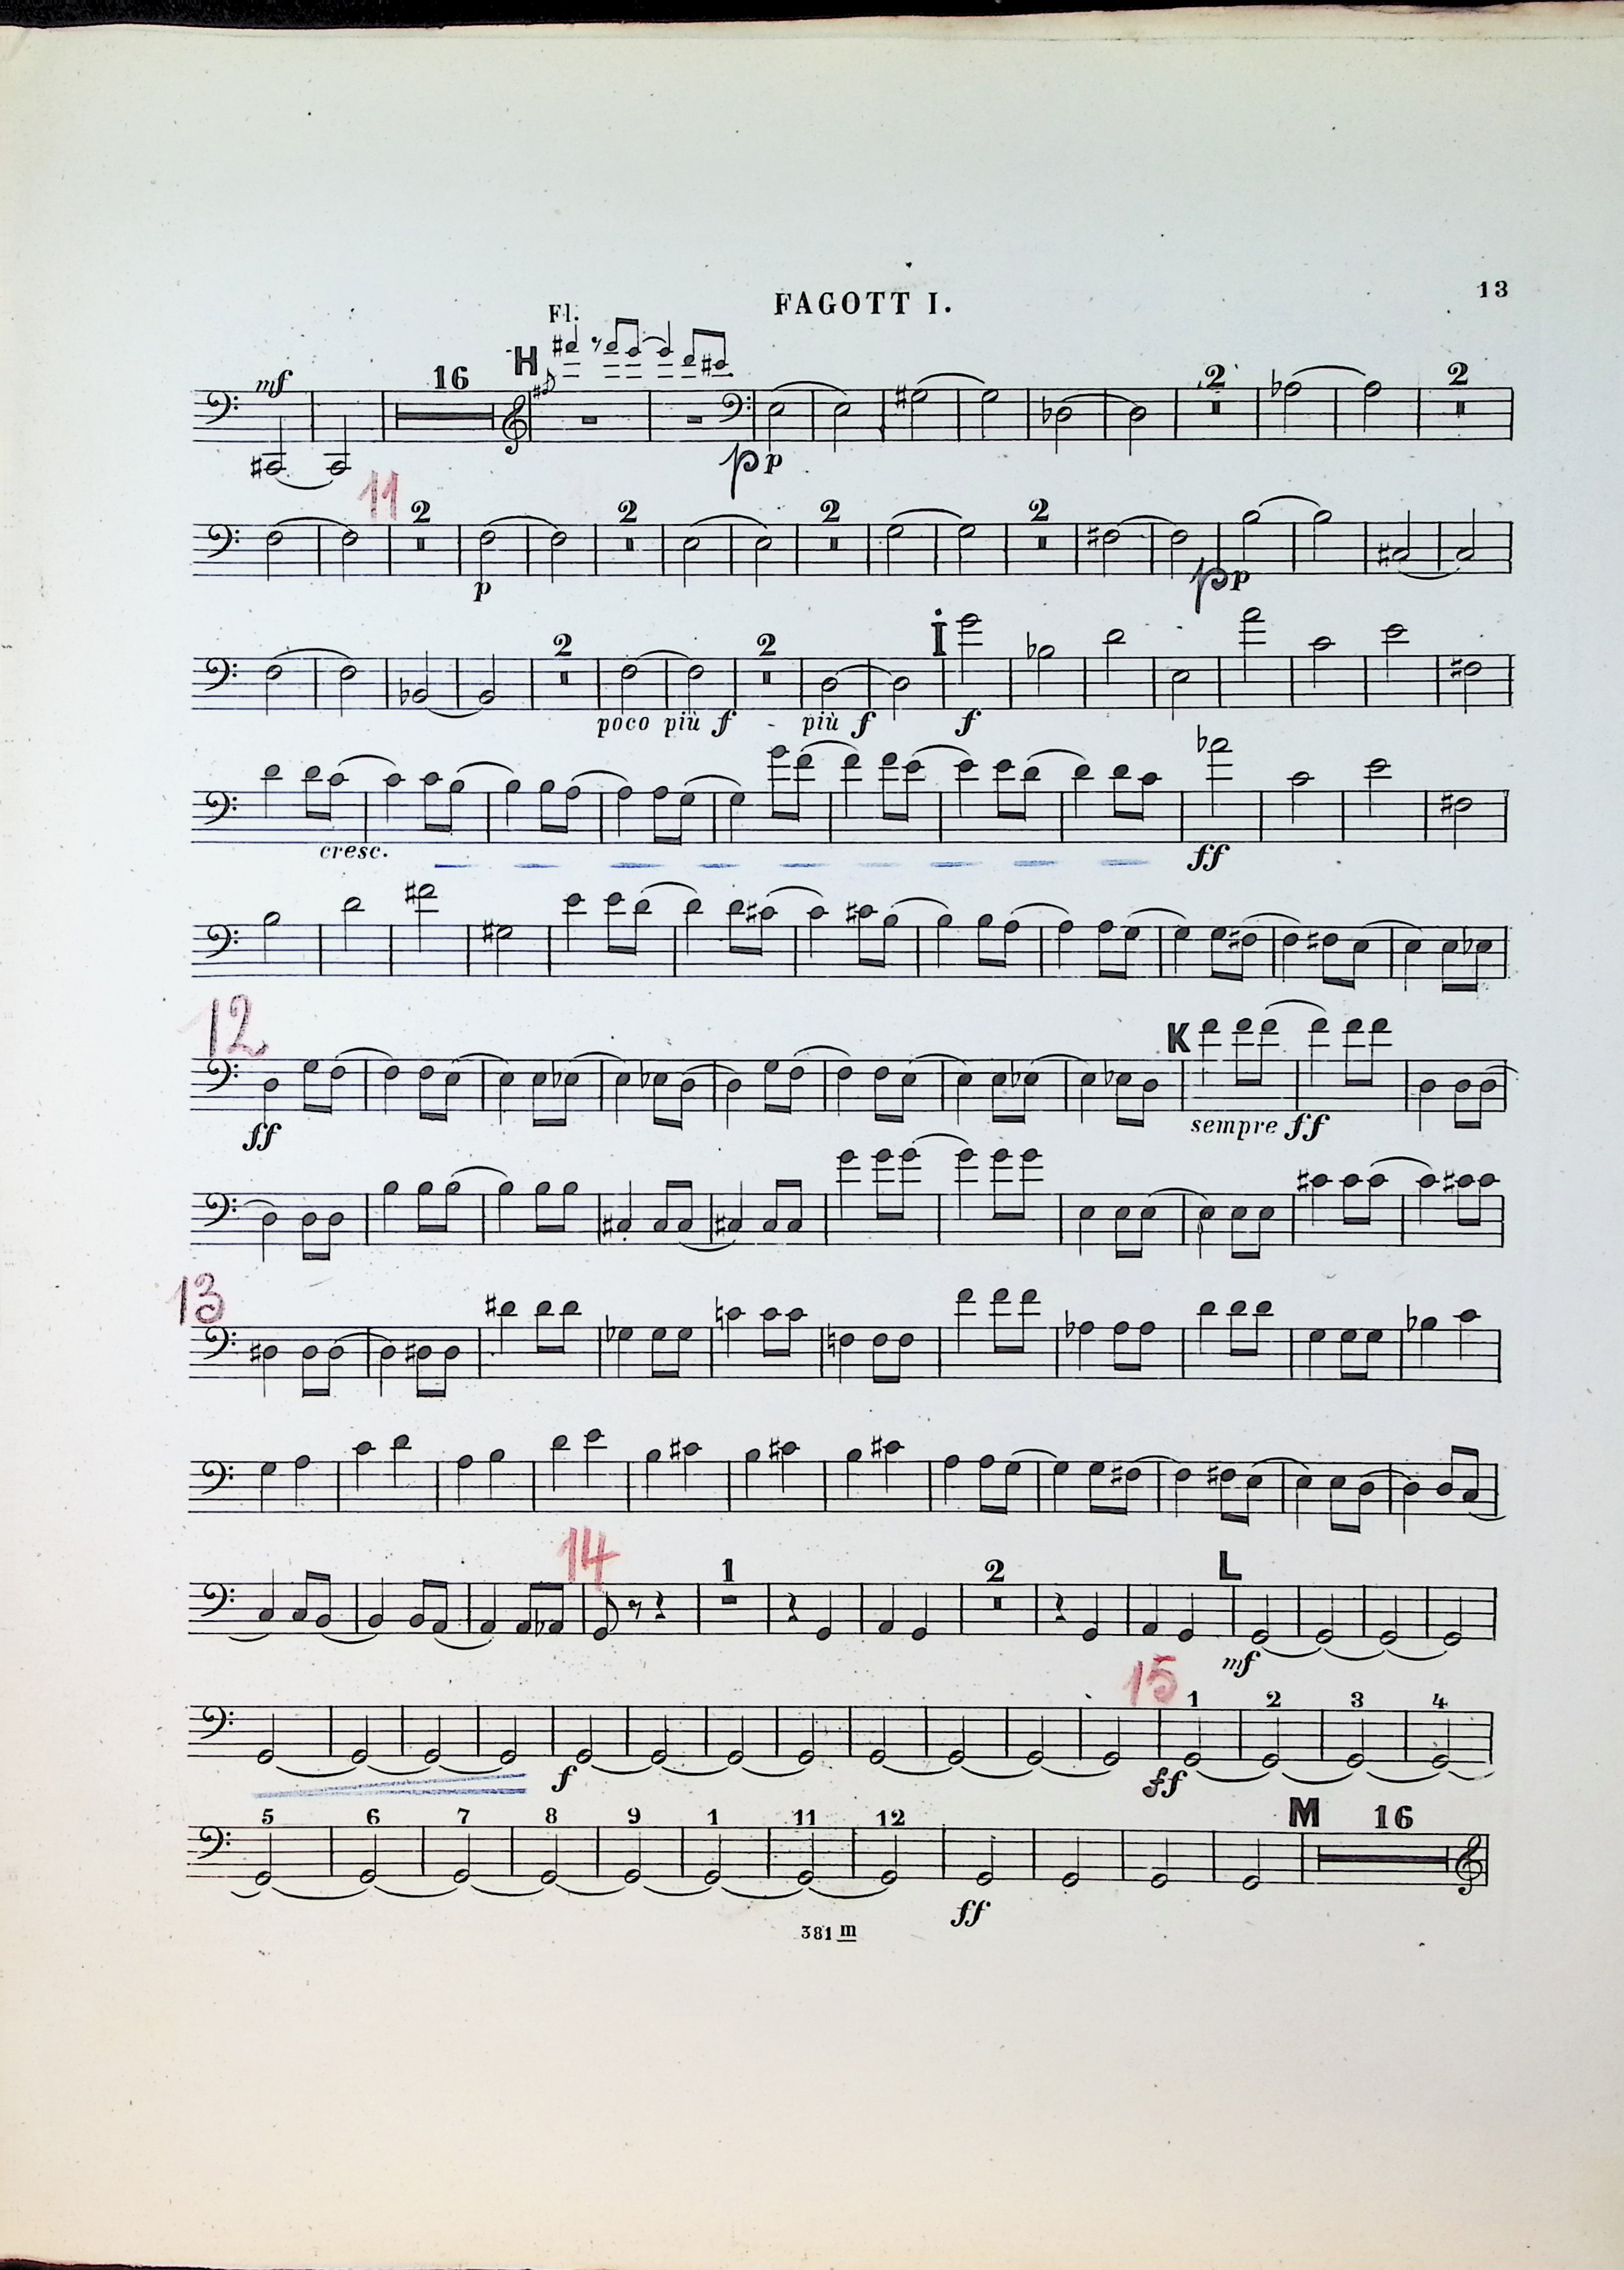 13
FAGOTT I.
Fl.
mf 16 H 2 2
pp p
11 2 2 2 2
p pp p
2 2 I
poco più f - più f f
cresc. ff
12 K
ff sempre ff
13
14 1 2 L
mf
15 1 2 3 4
f ff
5 6 7 8 9 1 11 12 M 16
ff
381 m